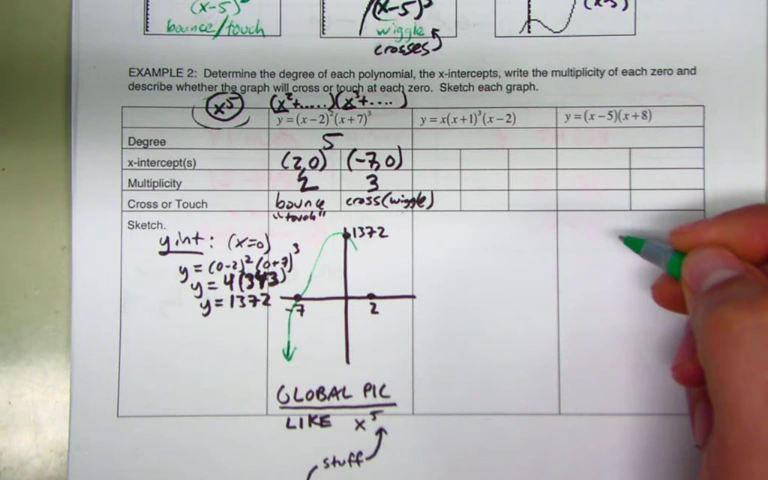 (x-5)² (x-5)³ (x-5)
bounce/touch wiggle
crosses
EXAMPLE 2: Determine the degree of each polynomial, the x-intercepts, write the multiplicity of each zero and
describe whether the graph will cross or touch at each zero. Sketch each graph.
x⁵ (x²+.....)(x³+....)
y = (x − 2)²(x + 7)³ y = x(x + 1)³(x − 2) y = (x − 5)(x + 8)
Degree 5
x-intercept(s) (2,0) (-7,0)
Multiplicity 2 3
Cross or Touch bounce cross(wiggle)
"touch"
Sketch.
y int: (x=0) 1372
y = (0-2)²(0+7)³
y = 4(343)
y = 1372
-7 2
GLOBAL PIC
LIKE x⁵
stuff